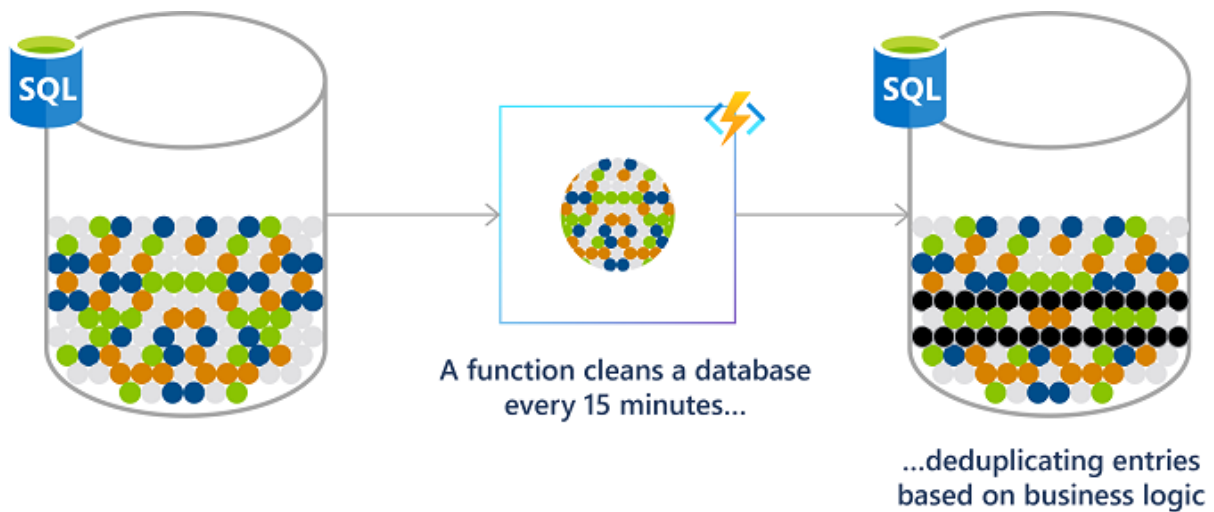 SQL
SQL
A function cleans a database
every 15 minutes...
...deduplicating entries
based on business logic